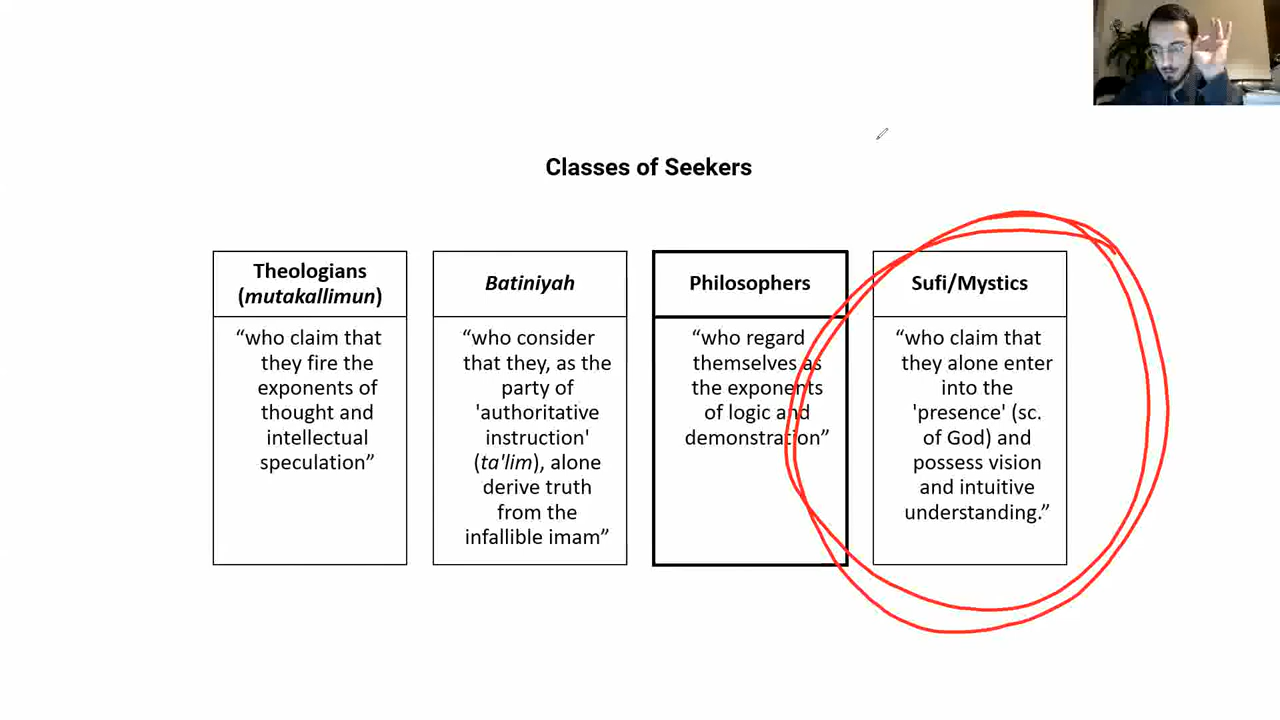 Classes of Seekers
Theologians
(mutakallimun)
“who claim that
they fire the
exponents of
thought and
intellectual
speculation”
Batiniyah
“who consider
that they, as the
party of
'authoritative
instruction'
(ta'lim), alone
derive truth
from the
infallible imam”
Philosophers
“who regard
themselves as
the exponents
of logic and
demonstration”
Sufi/Mystics
“who claim that
they alone enter
into the
'presence' (sc.
of God) and
possess vision
and intuitive
understanding.”